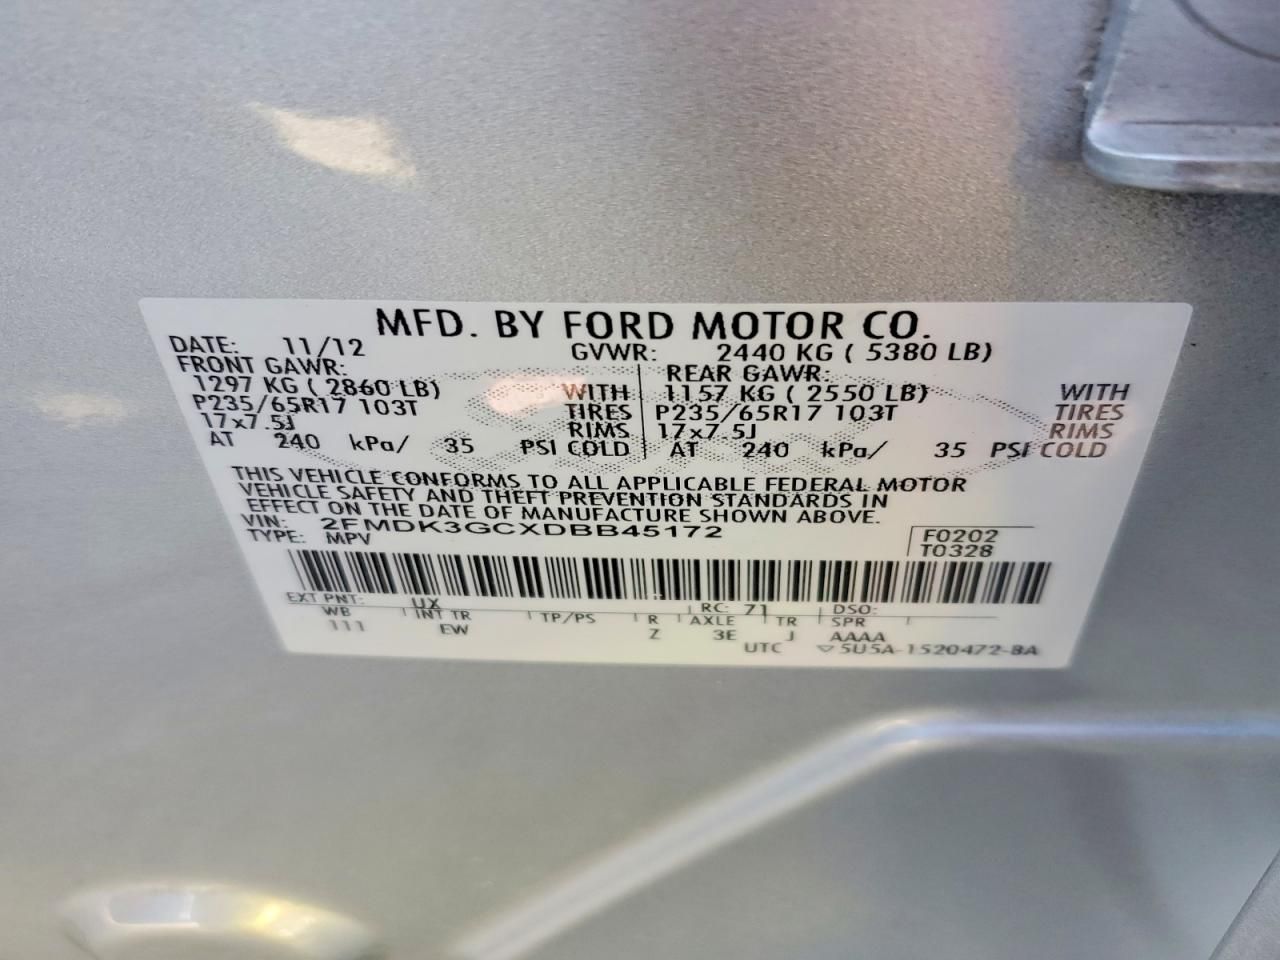 MFD. BY FORD MOTOR CO.
DATE: 11/12 GVWR: 2440 KG ( 5380 LB)
FRONT GAWR: REAR GAWR:
1297 KG ( 2860 LB) WITH 1157 KG ( 2550 LB) WITH
P235/65R17 103T TIRES P235/65R17 103T TIRES
17x7.5J RIMS 17x7.5J RIMS
AT 240 kPa/ 35 PSI COLD AT 240 kPa/ 35 PSI COLD
THIS VEHICLE CONFORMS TO ALL APPLICABLE FEDERAL MOTOR
VEHICLE SAFETY AND THEFT PREVENTION STANDARDS IN
EFFECT ON THE DATE OF MANUFACTURE SHOWN ABOVE.
VIN: 2FMDK3GCXDBB45172 F0202
TYPE: MPV T0328
EXT PNT: UX RC: 71 DSO:
WB INT TR TP/PS R AXLE TR SPR
111 EW Z 3E J AAAA
UTC ▽5U5A-1520472-BA